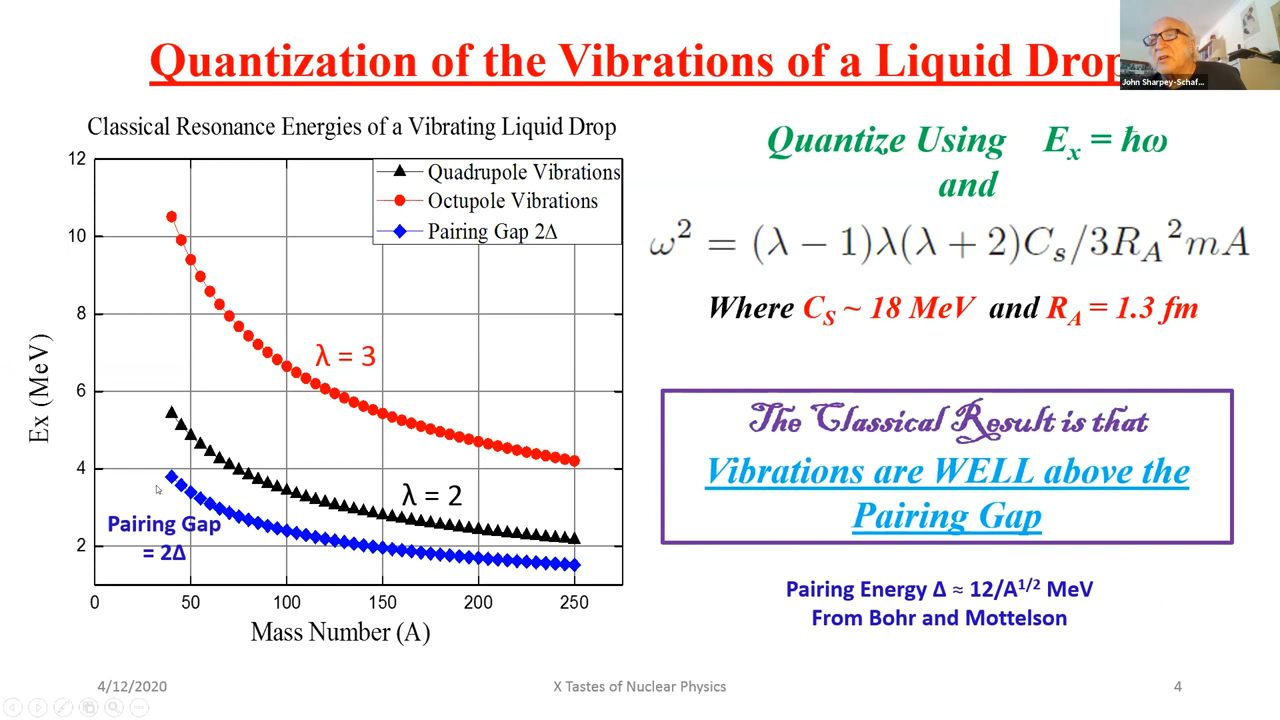 Quantization of the Vibrations of a Liquid Drop
John Sharpey-Schaf...
Classical Resonance Energies of a Vibrating Liquid Drop
12
10
8
6
4
2
Ex (MeV)
Quadrupole Vibrations
Octupole Vibrations
Pairing Gap 2Δ
λ = 3
λ = 2
Pairing Gap
= 2Δ
0
50
100
150
200
250
Mass Number (A)
Quantize Using Eₓ = ħω
and
ω² = (λ − 1)λ(λ + 2)Cₛ/3R_A²mA
Where C_S ~ 18 MeV and R_A = 1.3 fm
The Classical Result is that
Vibrations are WELL above the
Pairing Gap
Pairing Energy Δ ≈ 12/A^1/2 MeV
From Bohr and Mottelson
4/12/2020
X Tastes of Nuclear Physics
4